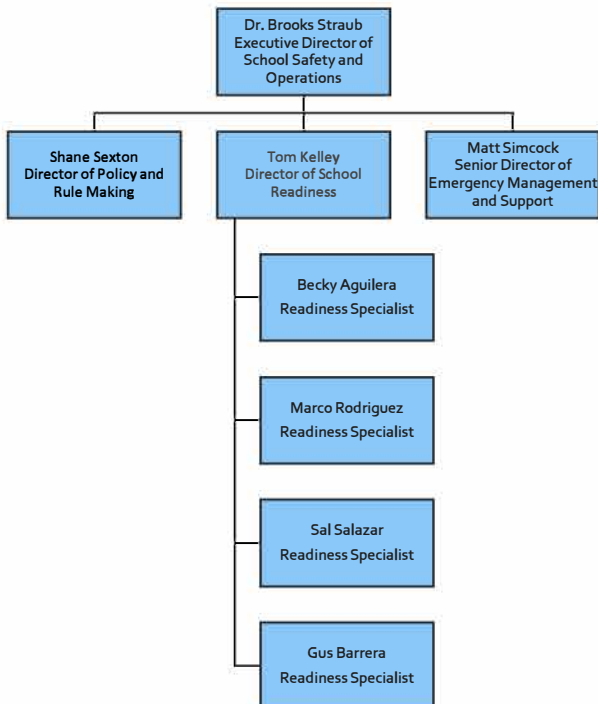 Dr. Brooks Straub
Executive Director of
School Safety and
Operations
Shane Sexton
Director of Policy and
Rule Making
Tom Kelley
Director of School
Readiness
Matt Simcock
Senior Director of
Emergency Management
and Support
Becky Aguilera
Readiness Specialist
Marco Rodriguez
Readiness Specialist
Sal Salazar
Readiness Specialist
Gus Barrera
Readiness Specialist